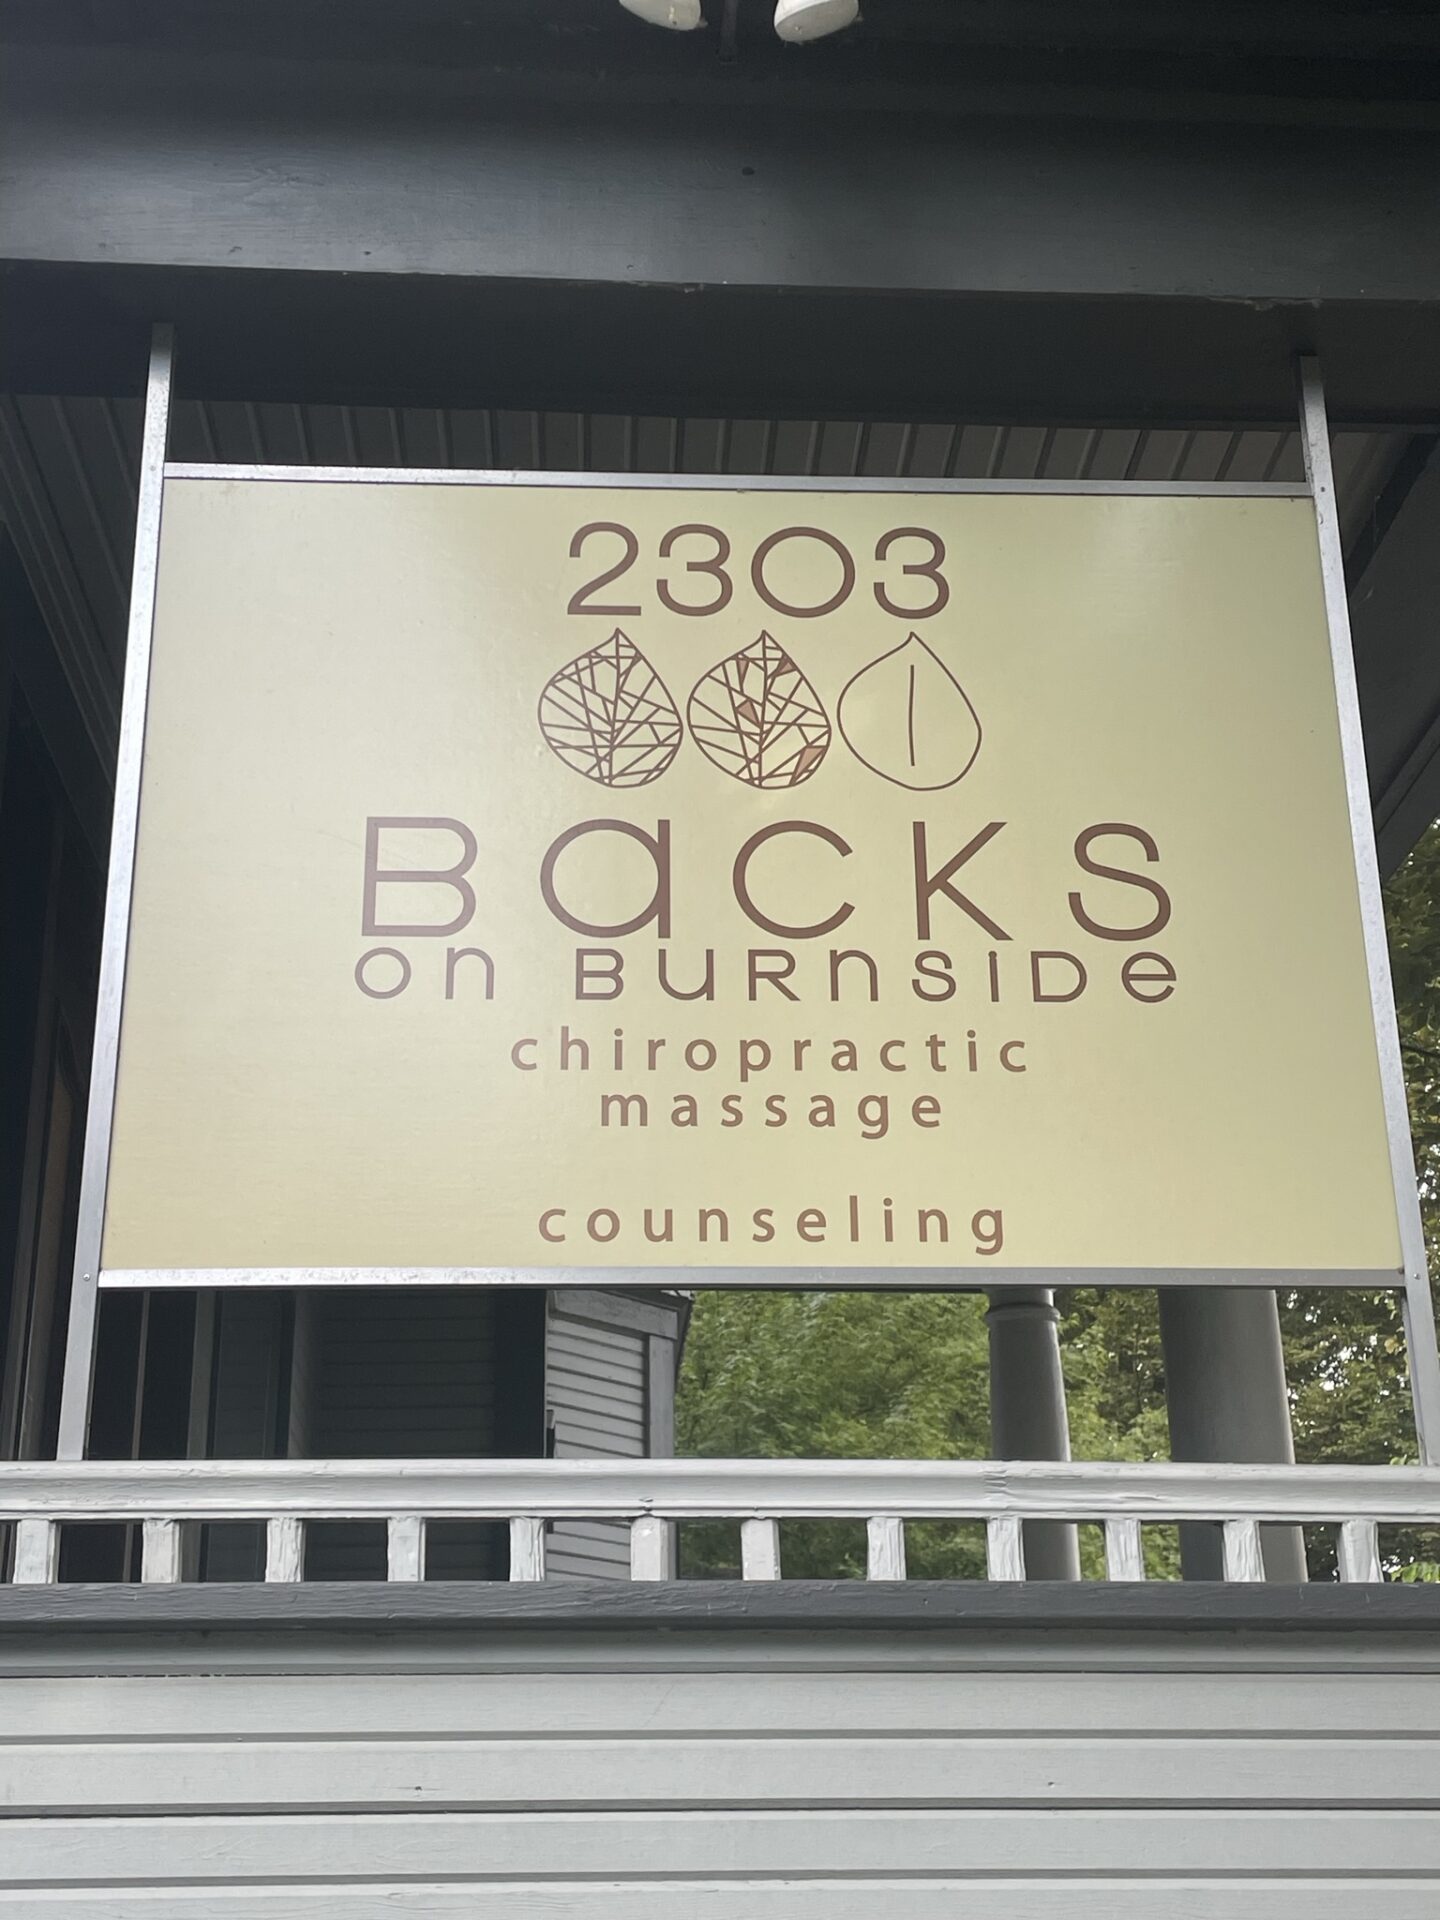 2303
Backs
on Burnside
chiropractic
massage
counseling